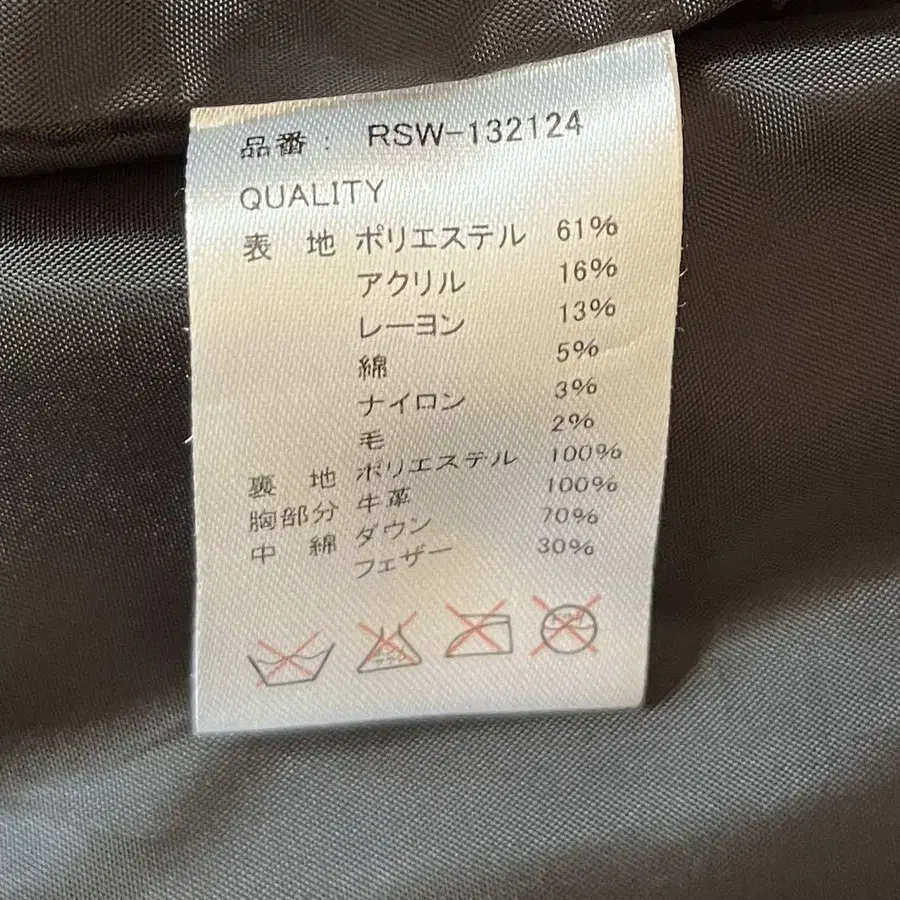 品番： RSW-132124
QUALITY
表　地 ポリエステル 61%
アクリル 16%
レーヨン 13%
綿 5%
ナイロン 3%
毛 2%
裏　地 ポリエステル 100%
胸部分 牛革 100%
中　綿 ダウン 70%
フェザー 30%